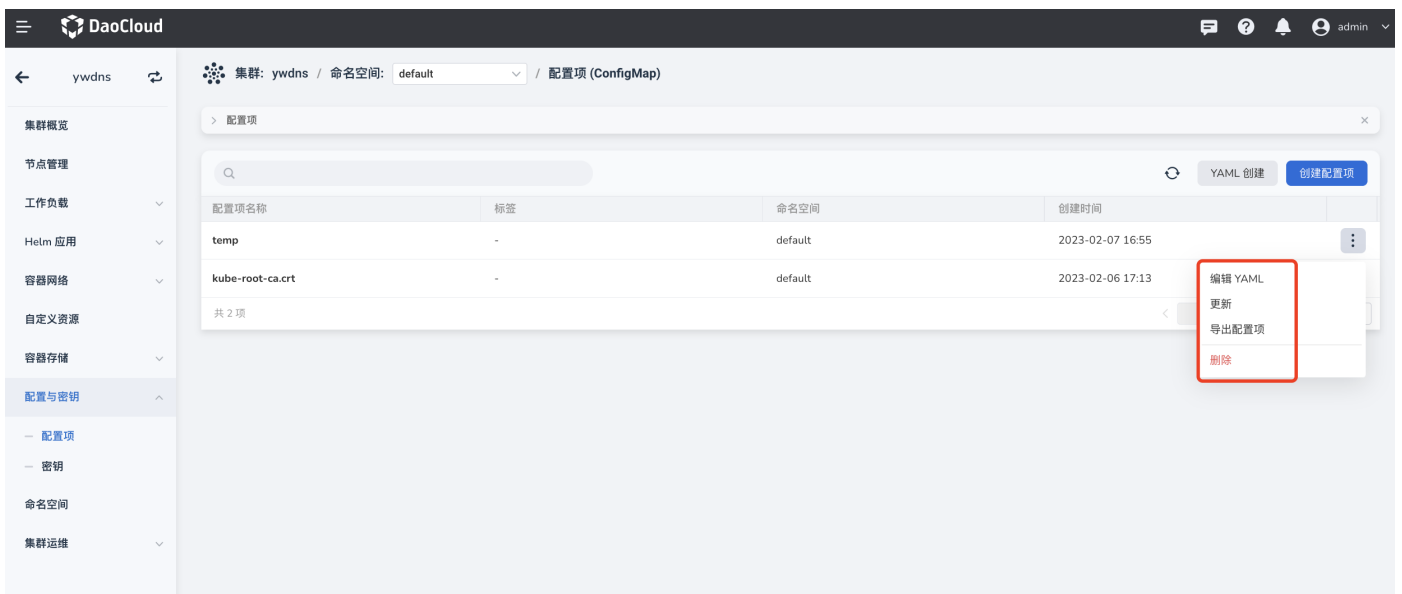 DaoCloud
admin
ywdns
集群: ywdns / 命名空间: default / 配置项 (ConfigMap)
集群概览
节点管理
工作负载
Helm 应用
容器网络
自定义资源
容器存储
配置与密钥
配置项
密钥
命名空间
集群运维
配置项
YAML 创建
创建配置项
配置项名称 标签 命名空间 创建时间
temp - default 2023-02-07 16:55
kube-root-ca.crt - default 2023-02-06 17:13
共 2 项
编辑 YAML
更新
导出配置项
删除